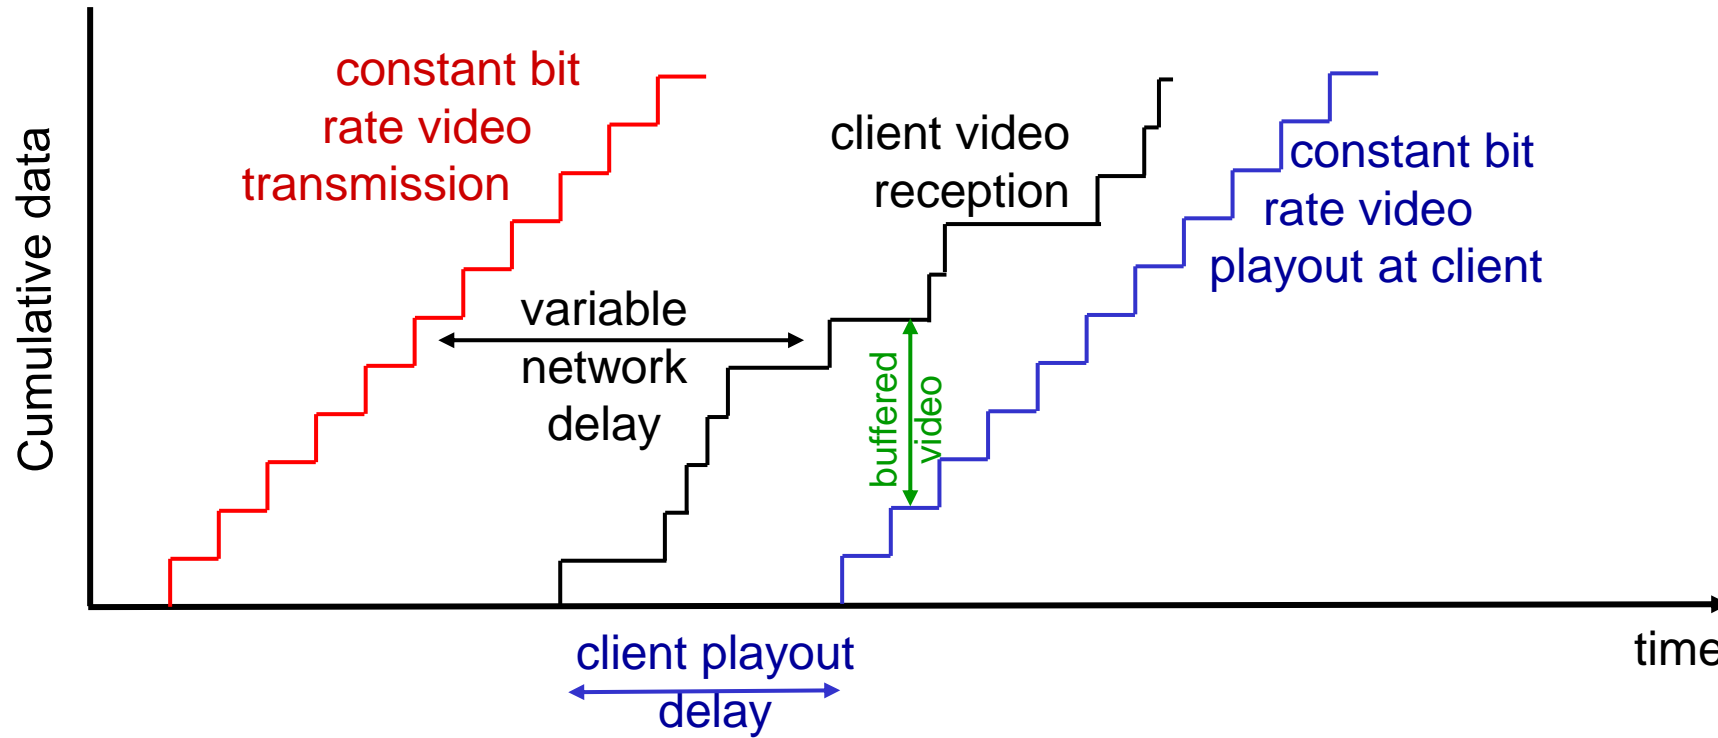 constant bit
rate video
transmission
client video
reception
constant bit
rate video
playout at client
Cumulative data
variable
network
delay
buffered
video
time
client playout
delay